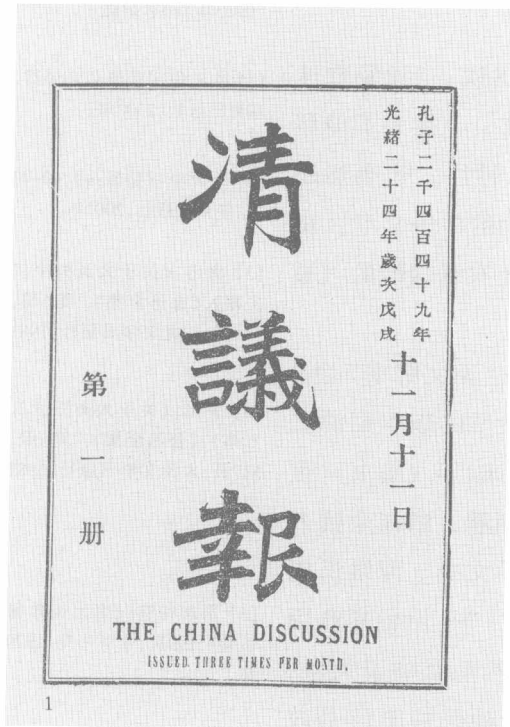 孔子二千四百四十九年
光緒二十四年歲次戊戌
十一月十一日
清議報
第一册
THE CHINA DISCUSSION
ISSUED THREE TIMES PER MONTH.
1